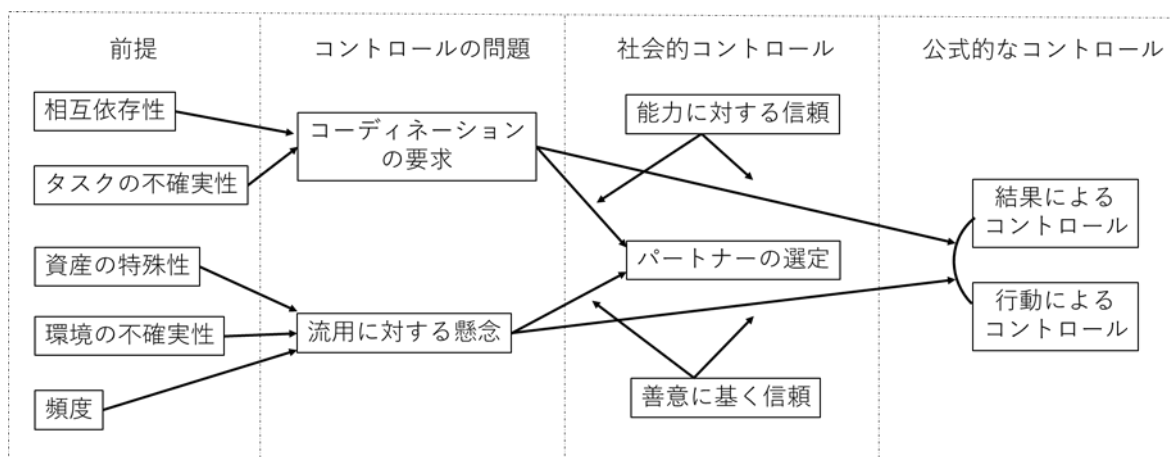 前提
コントロールの問題
社会的コントロール
公式的なコントロール
相互依存性
タスクの不確実性
資産の特殊性
環境の不確実性
頻度
コーディネーション
の要求
流用に対する懸念
能力に対する信頼
パートナーの選定
善意に基く信頼
結果による
コントロール
行動による
コントロール